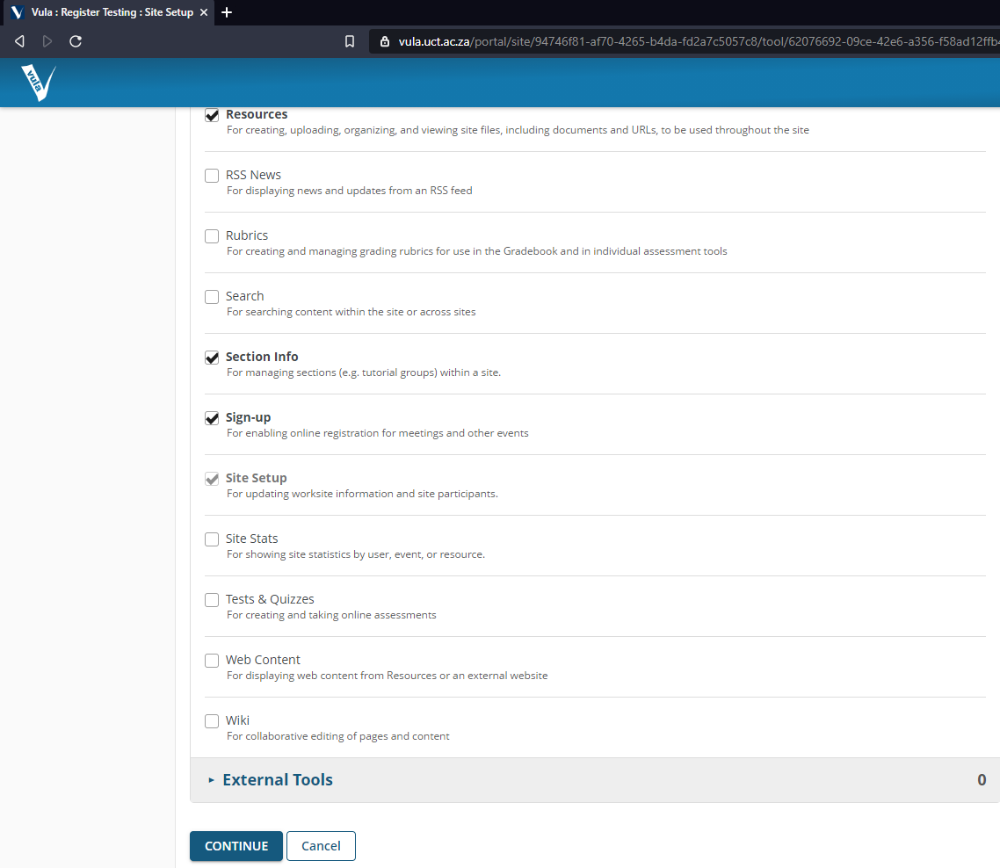 Vula : Register Testing : Site Setup
vula.uct.ac.za/portal/site/94746f81-af70-4265-b4da-fd2a7c5057c8/tool/62076692-09ce-42e6-a356-f58ad12ffb
vula
Resources
For creating, uploading, organizing, and viewing site files, including documents and URLs, to be used throughout the site
RSS News
For displaying news and updates from an RSS feed
Rubrics
For creating and managing grading rubrics for use in the Gradebook and in individual assessment tools
Search
For searching content within the site or across sites
Section Info
For managing sections (e.g. tutorial groups) within a site.
Sign-up
For enabling online registration for meetings and other events
Site Setup
For updating worksite information and site participants.
Site Stats
For showing site statistics by user, event, or resource.
Tests & Quizzes
For creating and taking online assessments
Web Content
For displaying web content from Resources or an external website
Wiki
For collaborative editing of pages and content
External Tools 0
CONTINUE Cancel